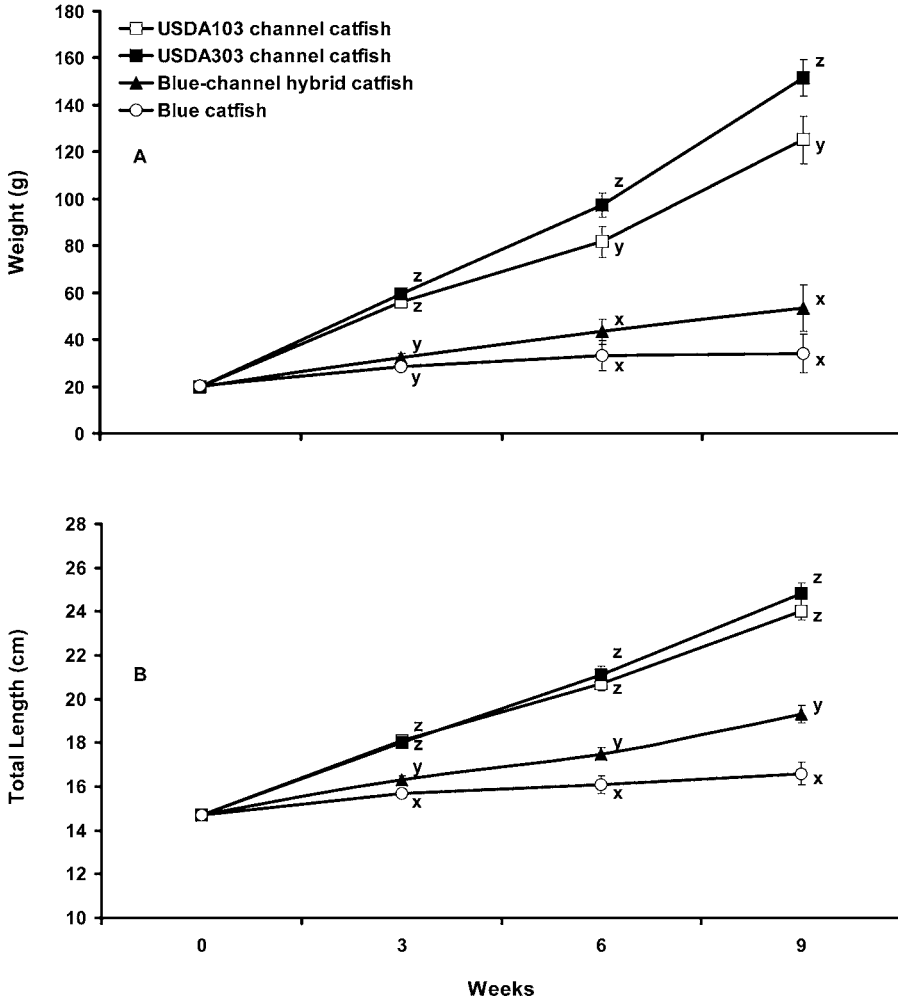 180
USDA103 channel catfish
USDA303 channel catfish
Blue-channel hybrid catfish
Blue catfish
160
140
120
100
80
60
40
20
0
Weight (g)
A
z
y
z
y
z
z
x
x
y
y
x
x
28
26
24
22
20
18
16
14
12
10
Total Length (cm)
B
z
z
z
z
z
z
y
y
y
x
x
x
0 3 6 9
Weeks